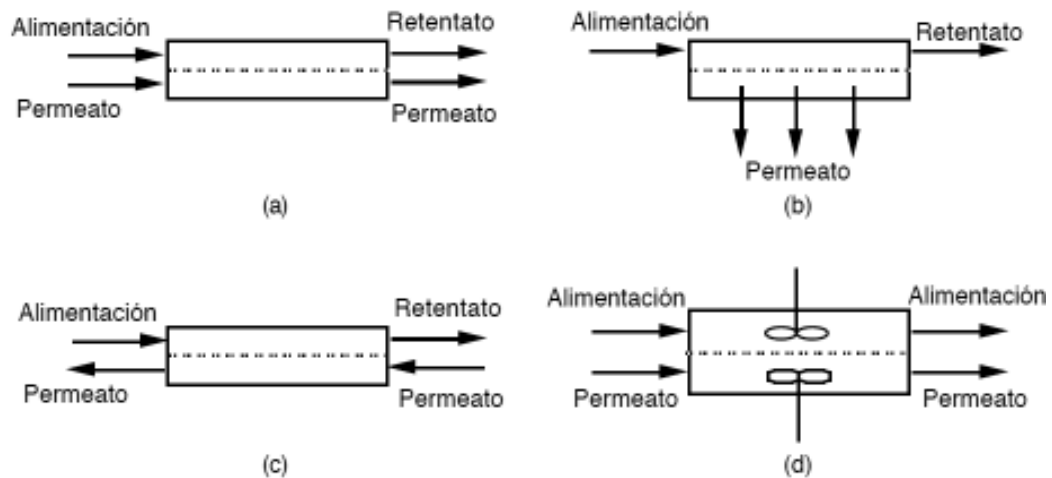 Alimentación
Retentato
Permeato
Permeato
(a)
Alimentación
Retentato
Permeato
(b)
Alimentación
Retentato
Permeato
Permeato
(c)
Alimentación
Alimentación
Permeato
Permeato
(d)